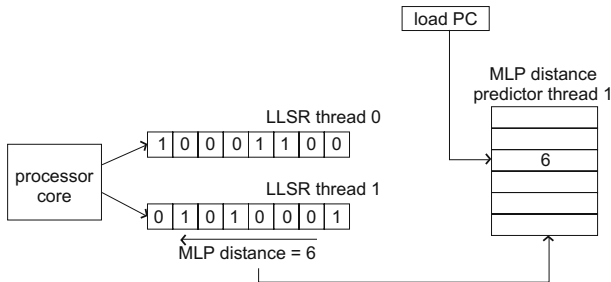 load PC
MLP distance
predictor thread 1
LLSR thread 0
1 0 0 0 1 1 0 0
6
processor
core
LLSR thread 1
0 1 0 1 0 0 0 1
MLP distance = 6